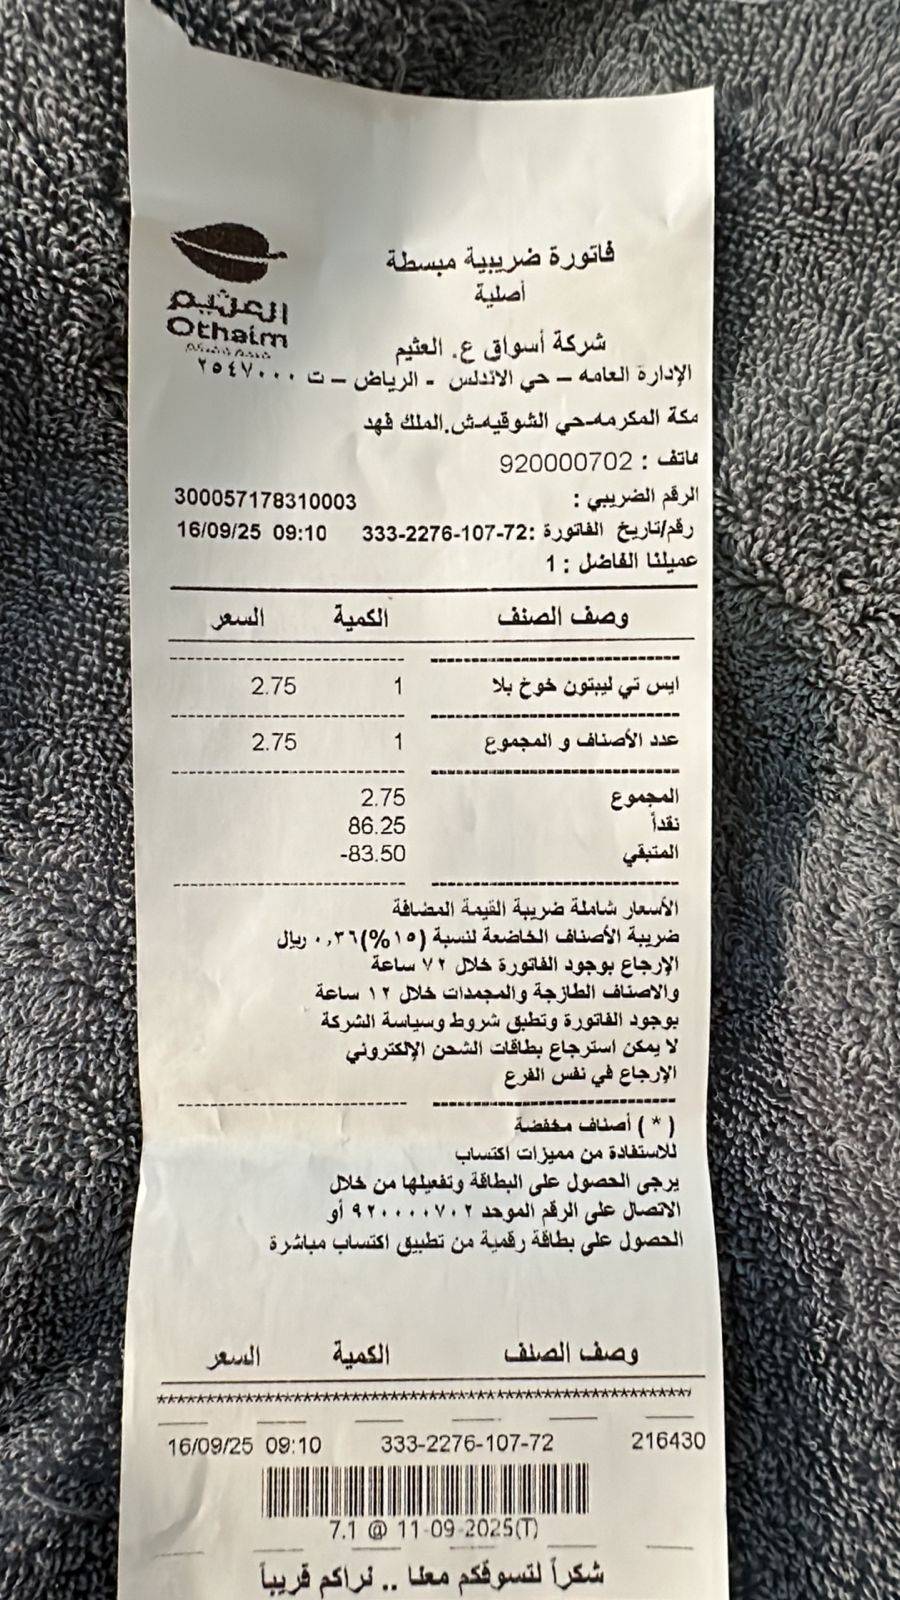 العثيم
Othaim
فاتورة ضريبية مبسطة
أصلية
شركة أسواق ع. العثيم
الإدارة العامه – حي الاندلس - الرياض – ت ٢٥٤٧٠٠٠
مكة المكرمه-حي الشوقيه-ش.الملك فهد
هاتف : 920000702
الرقم الضريبي : 300057178310003
رقم/تاريخ الفاتورة :333-2276-107-72 16/09/25 09:10
عميلنا الفاضل : 1
وصف الصنف الكمية السعر
ايس تي ليبتون خوخ بلا 1 2.75
عدد الأصناف و المجموع 1 2.75
المجموع 2.75
نقدأ 86.25
المتبقي -83.50
الأسعار شاملة ضريبة القيمة المضافة
ضريبة الأصناف الخاضعة لنسبة (١٥%)٠,٣٦ ريال
الإرجاع بوجود الفاتورة خلال ٧٢ ساعة
والاصناف الطازجة والمجمدات خلال ١٢ ساعة
بوجود الفاتورة وتطبق شروط وسياسة الشركة
لا يمكن استرجاع بطاقات الشحن الإلكتروني
الإرجاع في نفس الفرع
( * ) أصناف مخفضة
للاستفادة من مميزات اكتساب
يرجى الحصول على البطاقة وتفعيلها من خلال
الاتصال على الرقم الموحد ٩٢٠٠٠٠٧٠٢ أو
الحصول على بطاقة رقمية من تطبيق اكتساب مباشرة
وصف الصنف الكمية السعر
*******************************************************
16/09/25 09:10 333-2276-107-72 216430
7.1 @ 11-09-2025(T)
شكراً لتسوقكم معنا .. نراكم قريباً